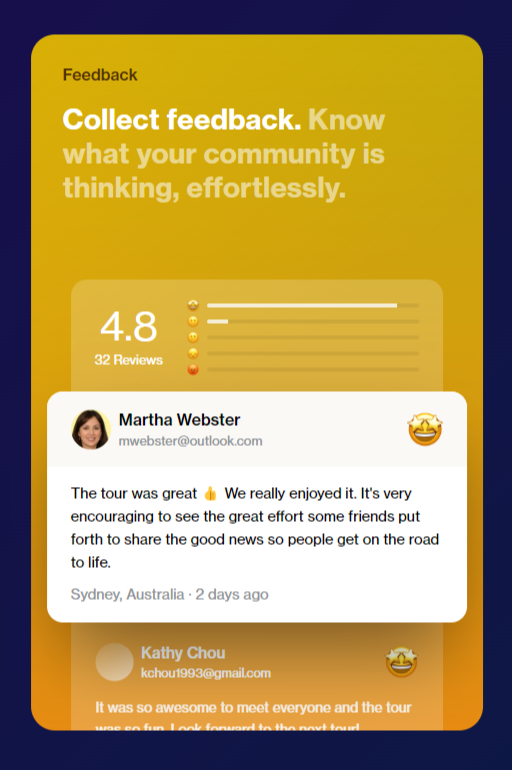 Feedback
Collect feedback. Know
what your community is
thinking, effortlessly.
4.8
32 Reviews
Martha Webster
mwebster@outlook.com
The tour was great 👍 We really enjoyed it. It's very
encouraging to see the great effort some friends put
forth to share the good news so people get on the road
to life.
Sydney, Australia · 2 days ago
Kathy Chou
kchou1993@gmail.com
It was so awesome to meet everyone and the tour
was so fun. Look forward to the next tour!